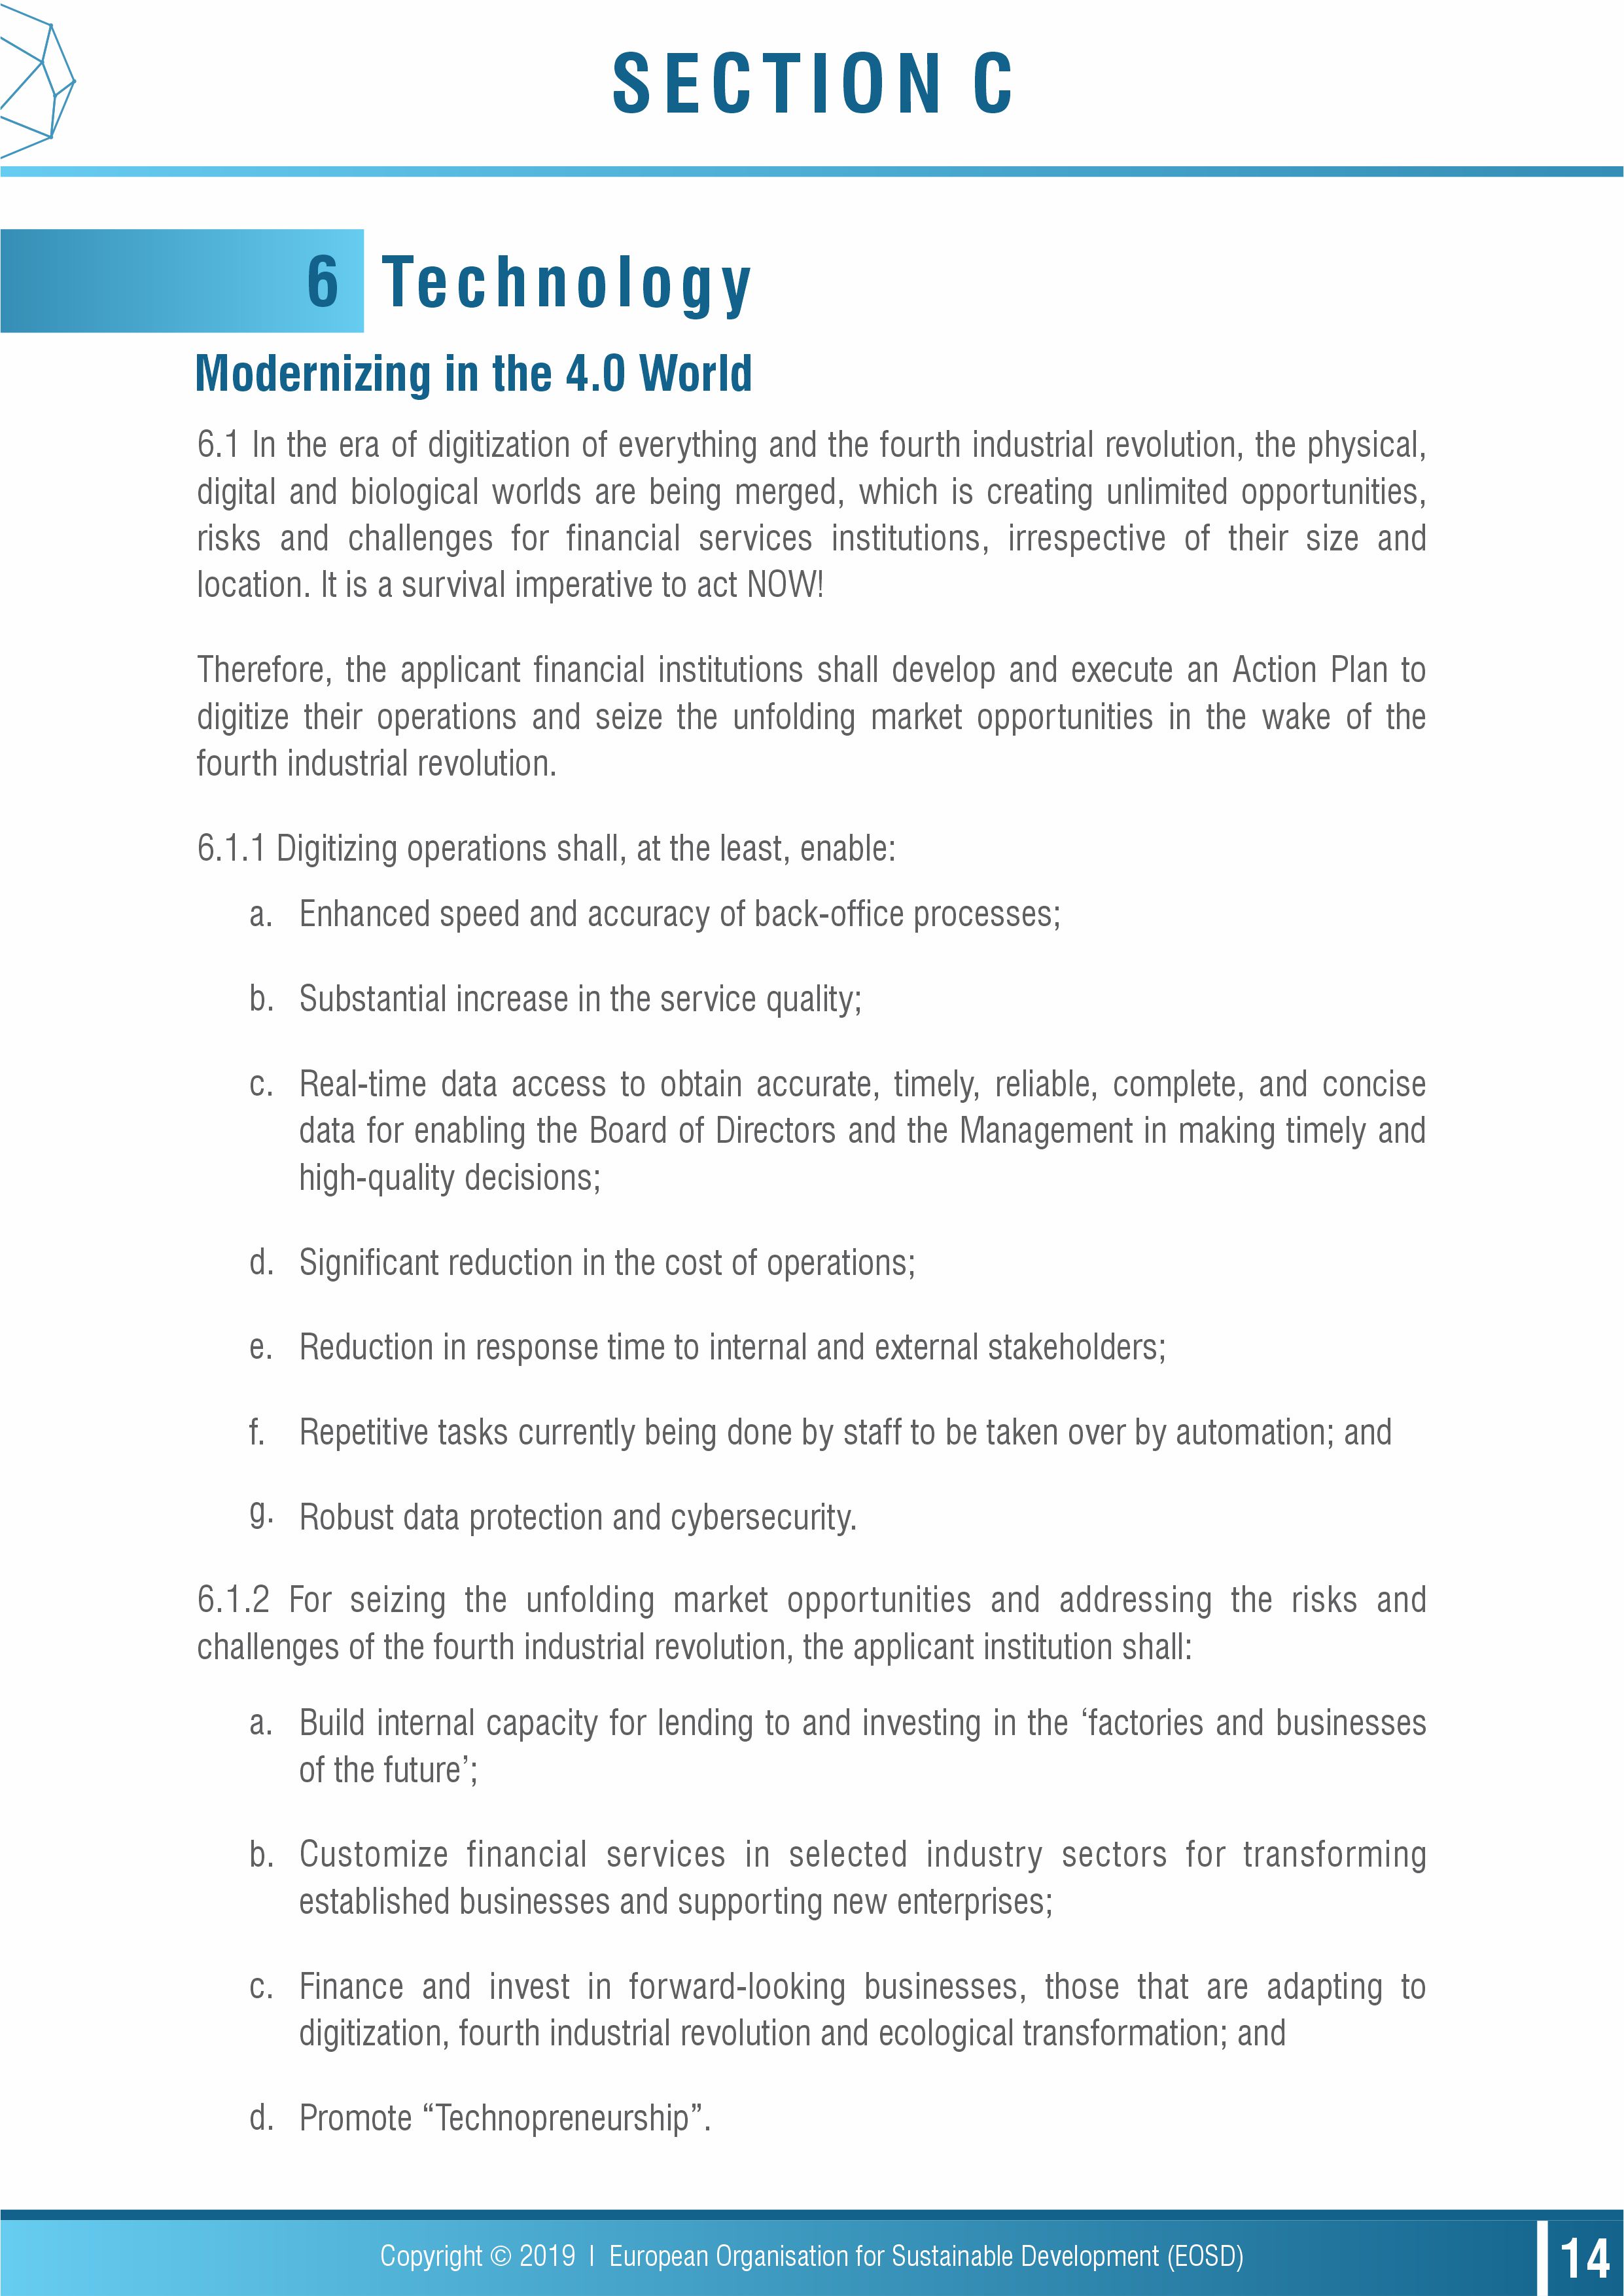 SECTION C
6 Technology
Modernizing in the 4.0 World
6.1 In the era of digitization of everything and the fourth industrial revolution, the physical,
digital and biological worlds are being merged, which is creating unlimited opportunities,
risks and challenges for financial services institutions, irrespective of their size and
location. It is a survival imperative to act NOW!
Therefore, the applicant financial institutions shall develop and execute an Action Plan to
digitize their operations and seize the unfolding market opportunities in the wake of the
fourth industrial revolution.
6.1.1 Digitizing operations shall, at the least, enable:
a. Enhanced speed and accuracy of back-office processes;
b. Substantial increase in the service quality;
c. Real-time data access to obtain accurate, timely, reliable, complete, and concise
data for enabling the Board of Directors and the Management in making timely and
high-quality decisions;
d. Significant reduction in the cost of operations;
e. Reduction in response time to internal and external stakeholders;
f. Repetitive tasks currently being done by staff to be taken over by automation; and
g. Robust data protection and cybersecurity.
6.1.2 For seizing the unfolding market opportunities and addressing the risks and
challenges of the fourth industrial revolution, the applicant institution shall:
a. Build internal capacity for lending to and investing in the ‘factories and businesses
of the future’;
b. Customize financial services in selected industry sectors for transforming
established businesses and supporting new enterprises;
c. Finance and invest in forward-looking businesses, those that are adapting to
digitization, fourth industrial revolution and ecological transformation; and
d. Promote “Technopreneurship”.
Copyright © 2019 | European Organisation for Sustainable Development (EOSD)
14